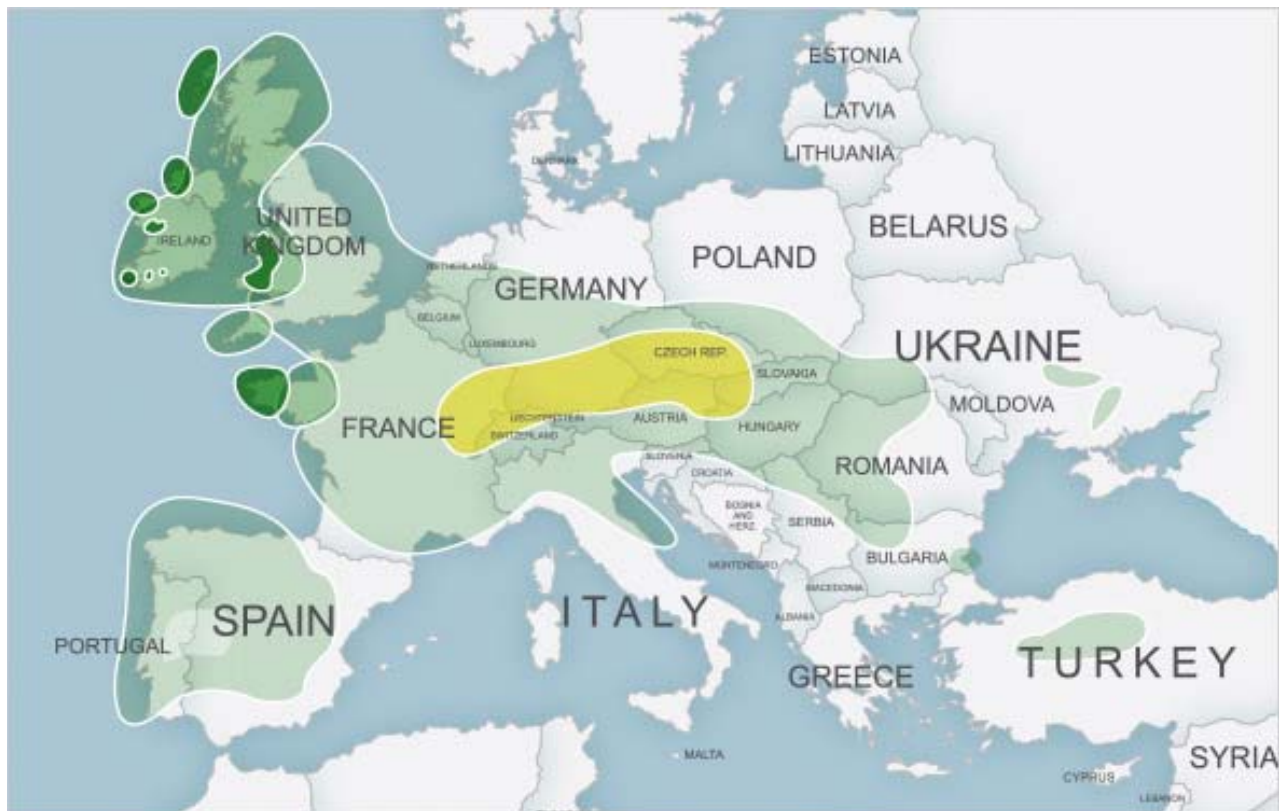 ESTONIA
LATVIA
LITHUANIA
DENMARK
BELARUS
UNITED
KINGDOM
IRELAND
POLAND
NETHERLANDS
GERMANY
BELGIUM
LUXEMBOURG
UKRAINE
CZECH REP.
SLOVAKIA
MOLDOVA
FRANCE
LIECHTENSTEIN
AUSTRIA
SWITZERLAND
HUNGARY
SLOVENIA
ROMANIA
CROATIA
BOSNIA
AND
HERZ.
SERBIA
BULGARIA
MONTENEGRO
MACEDONIA
ALBANIA
SPAIN
PORTUGAL
ITALY
GREECE
TURKEY
MALTA
SYRIA
CYPRUS
LEBANON